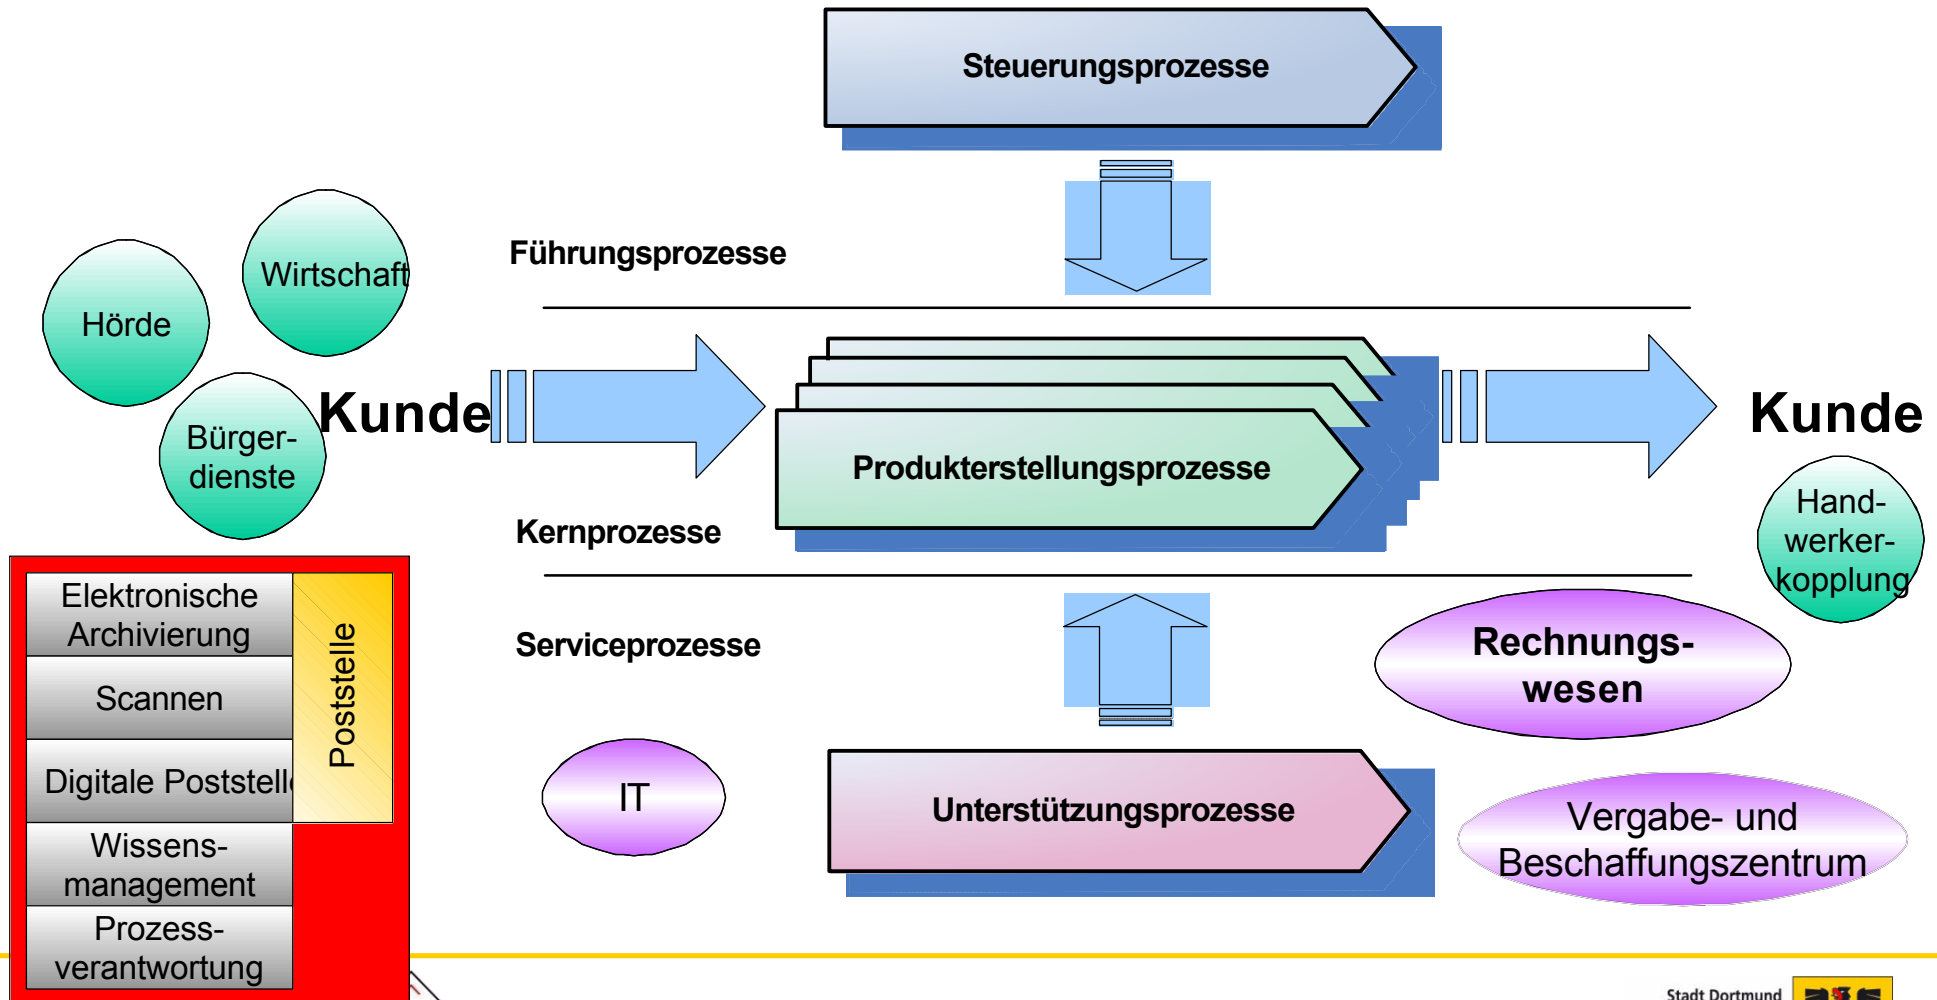 Steuerungsprozesse
Führungsprozesse
Wirtschaft
Hörde
Bürger-
dienste
Kunde
Produkterstellungsprozesse
Kunde
Kernprozesse
Hand-
werker-
kopplung
Elektronische
Archivierung
Scannen
Digitale Poststell
Wissens-
management
Prozess-
verantwortung
Poststelle
Serviceprozesse
Rechnungs-
wesen
IT
Unterstützungsprozesse
Vergabe- und
Beschaffungszentrum
Stadt Dortmund